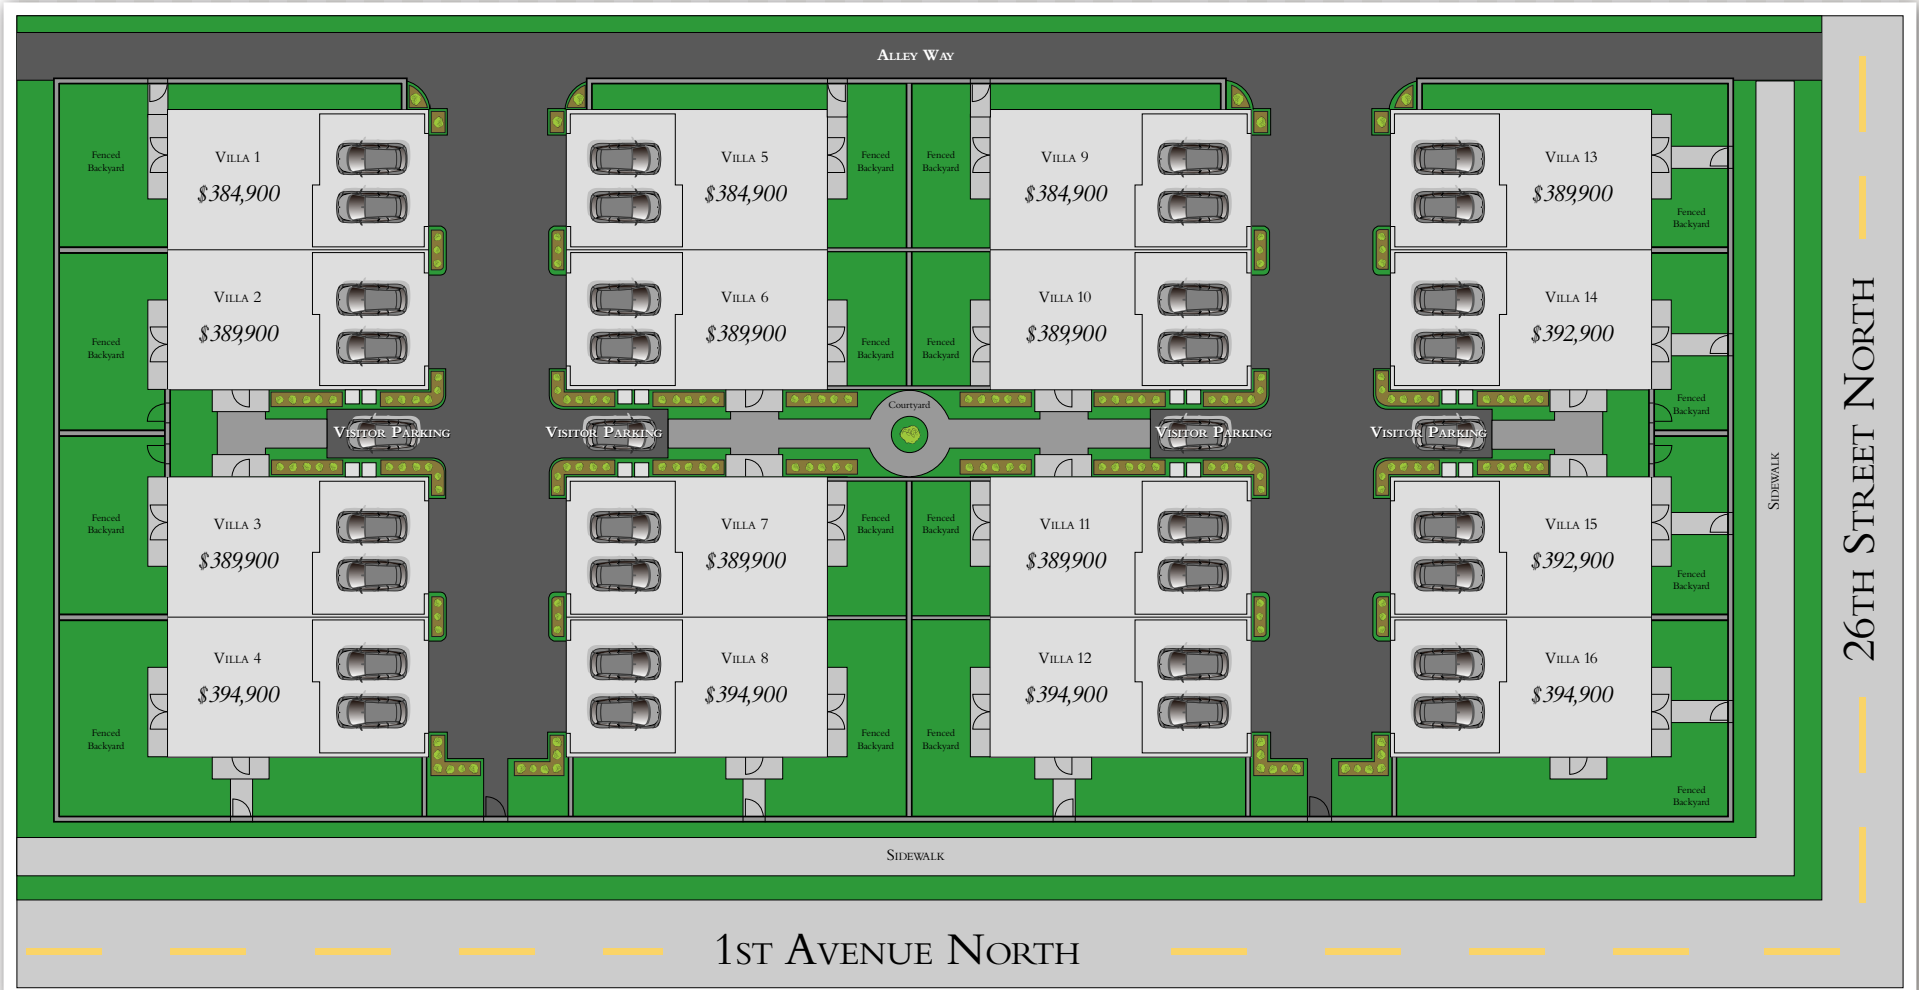 Alley Way
Villa 1
$384,900
Fenced
Backyard
Villa 5
$384,900
Fenced
Backyard
Fenced
Backyard
Villa 9
$384,900
Villa 13
$389,900
Fenced
Backyard
Villa 2
$389,900
Fenced
Backyard
Villa 6
$389,900
Fenced
Backyard
Fenced
Backyard
Villa 10
$389,900
Villa 14
$392,900
Fenced
Backyard
Visitor Parking
Visitor Parking
Courtyard
Visitor Parking
Visitor Parking
Fenced
Backyard
Villa 3
$389,900
Villa 7
$389,900
Fenced
Backyard
Fenced
Backyard
Villa 11
$389,900
Villa 15
$392,900
Fenced
Backyard
Villa 4
$394,900
Fenced
Backyard
Villa 8
$394,900
Fenced
Backyard
Fenced
Backyard
Villa 12
$394,900
Villa 16
$394,900
Fenced
Backyard
Sidewalk
26th Street North
Sidewalk
1st Avenue North